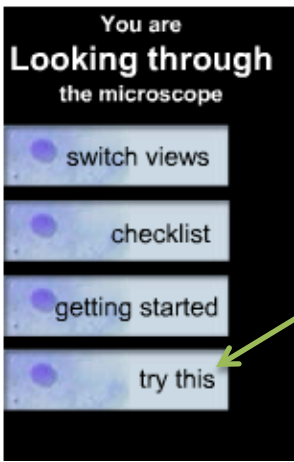 You are
Looking through
the microscope
switch views
checklist
getting started
try this